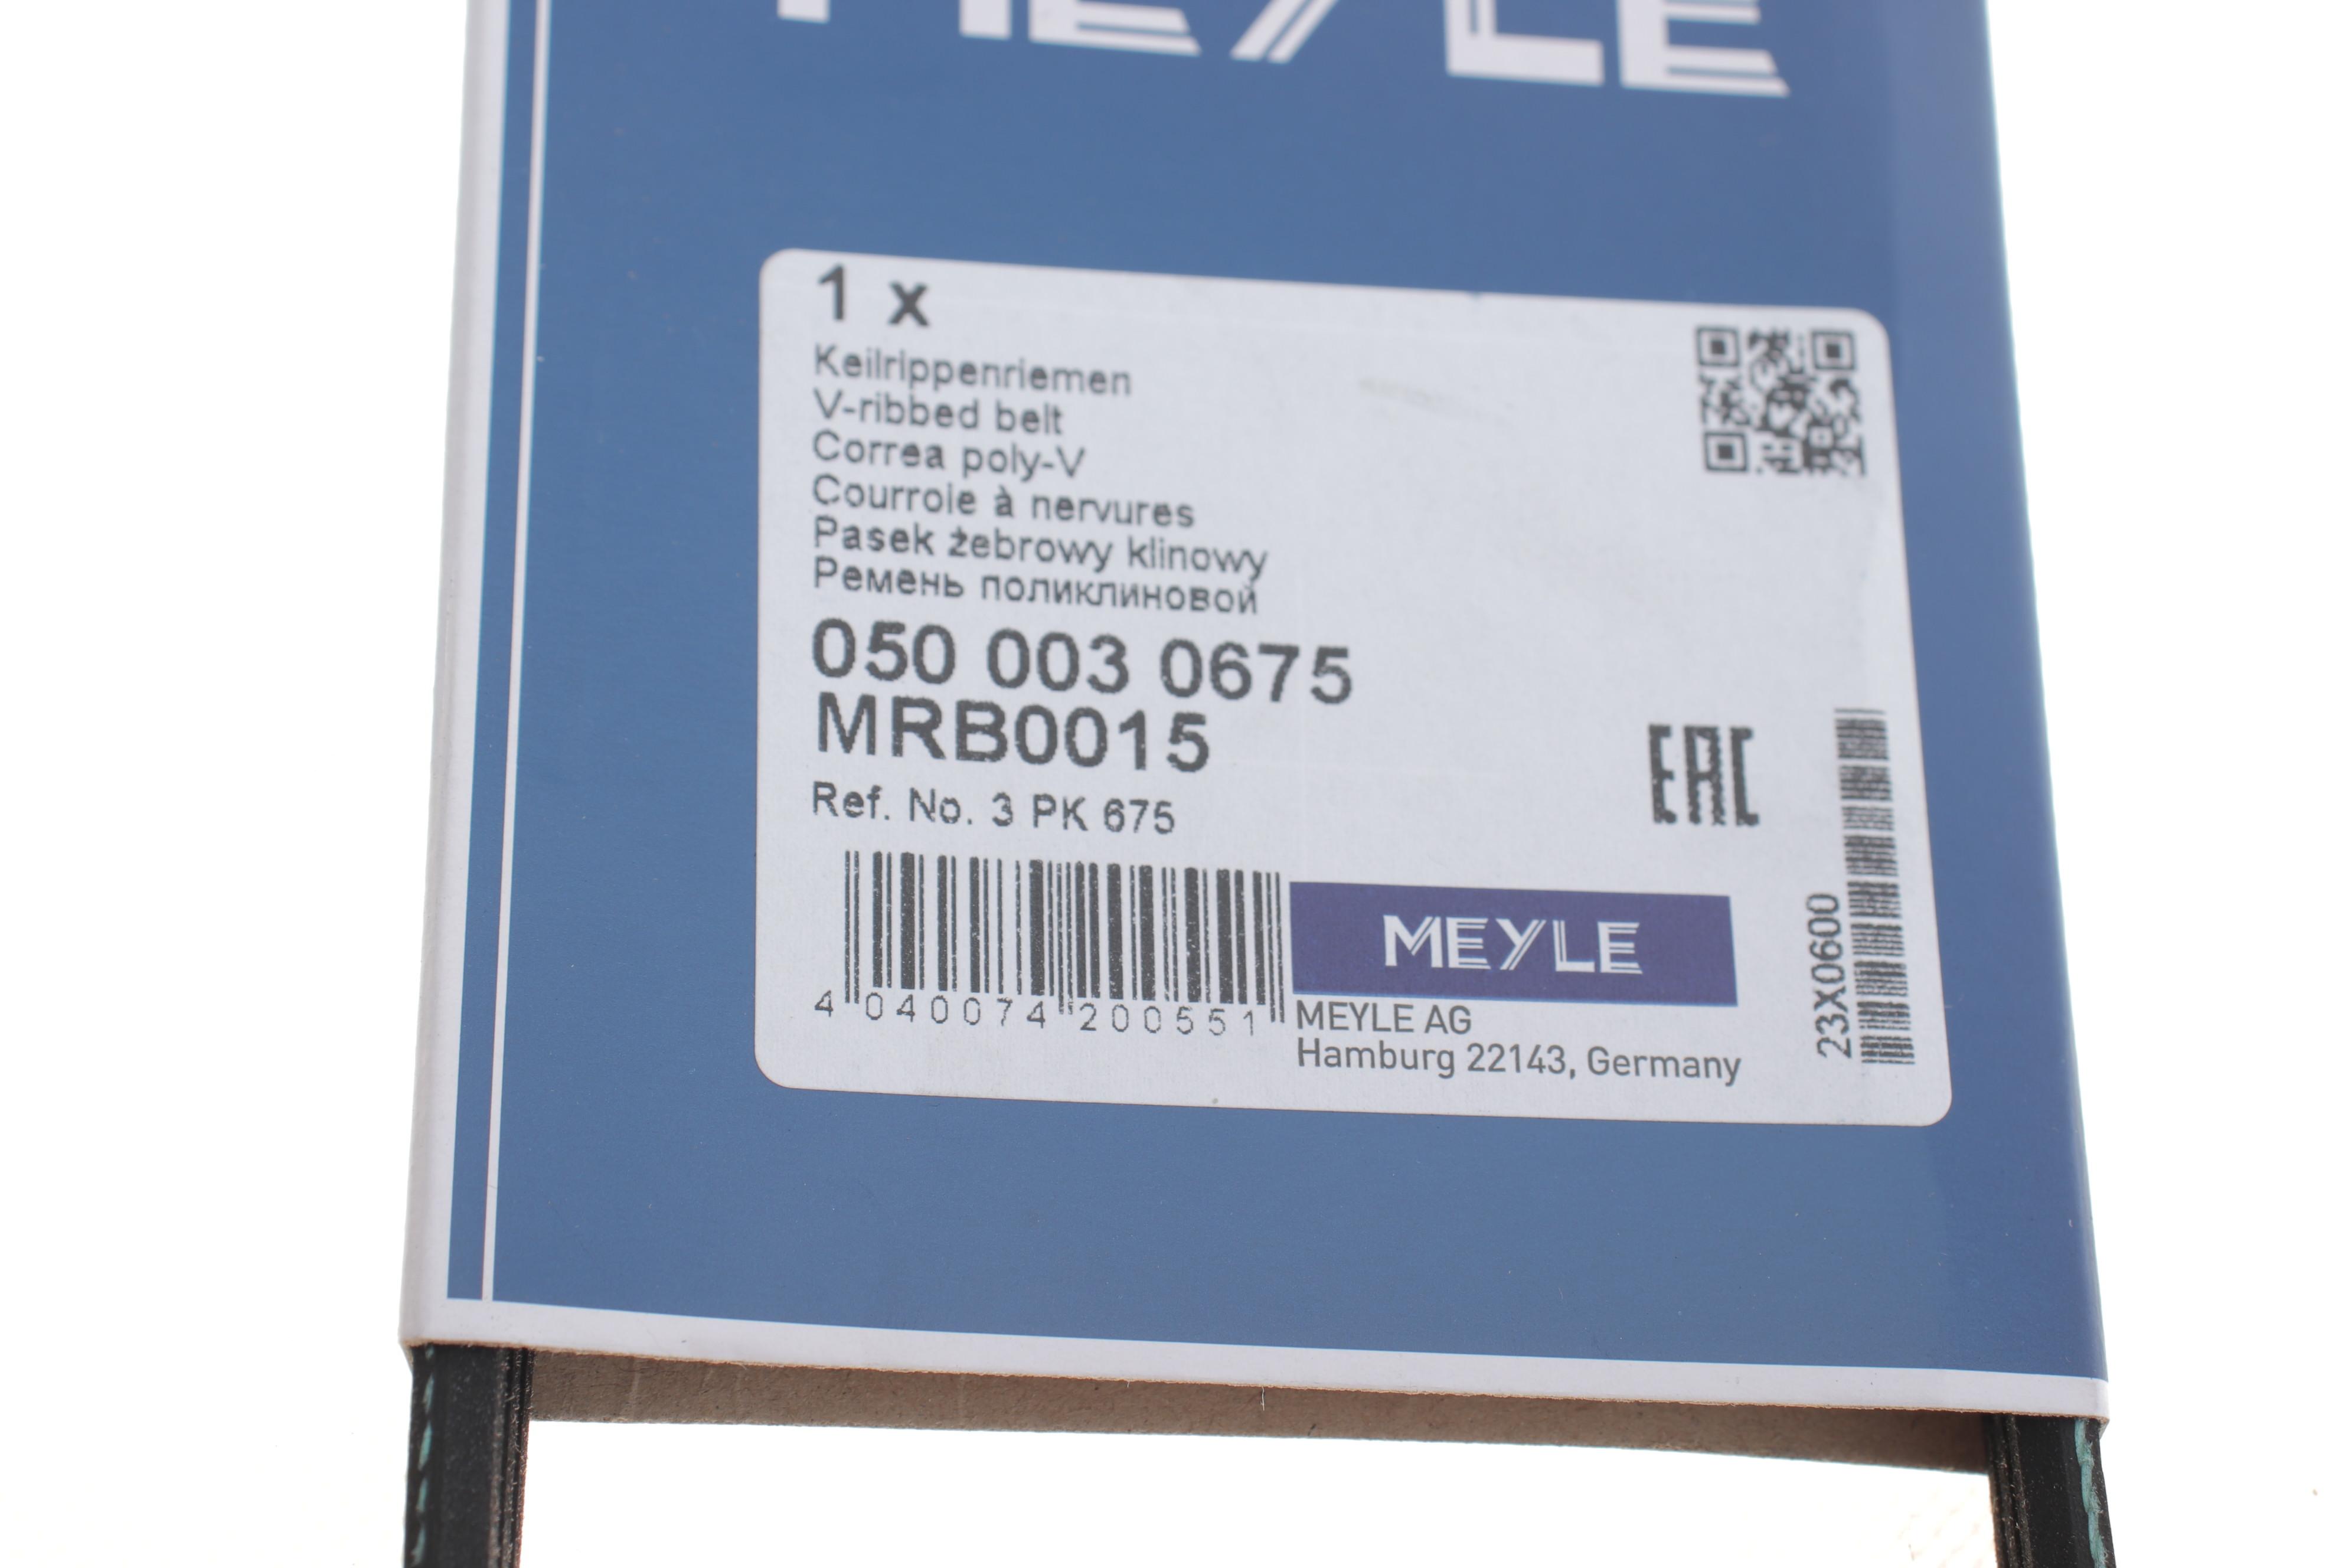 MEYLE
1 x
Keilrippenriemen
V-ribbed belt
Correa poly-V
Courroie à nervures
Pasek żebrowy klinowy
Ремень поликлиновой
050 003 0675
MRB0015
Ref. No. 3 PK 675
EAC
4 040074 200551
MEYLE
MEYLE AG
Hamburg 22143, Germany
23X0600